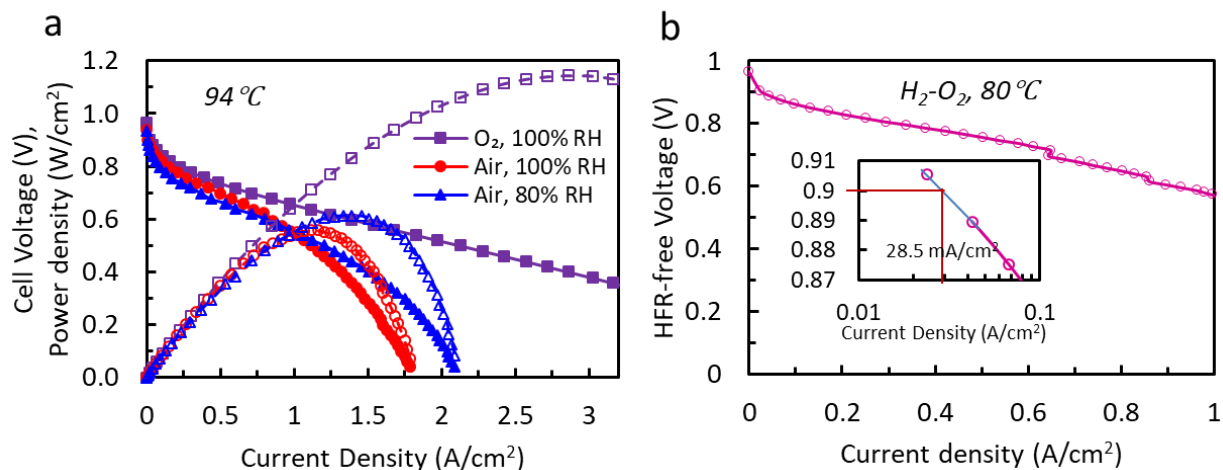 a
94℃
Cell Voltage (V),
Power density (W/cm²)
1.2
1.0
0.8
0.6
0.4
0.2
0.0
O₂, 100% RH
Air, 100% RH
Air, 80% RH
0 0.5 1 1.5 2 2.5 3
Current Density (A/cm²)
b
H₂-O₂, 80℃
HFR-free Voltage (V)
1
0.8
0.6
0.4
0.2
0
0.91
0.9
0.89
0.88
0.87
28.5 mA/cm²
0.01 0.1
Current Density (A/cm²)
0 0.2 0.4 0.6 0.8 1
Current density (A/cm²)